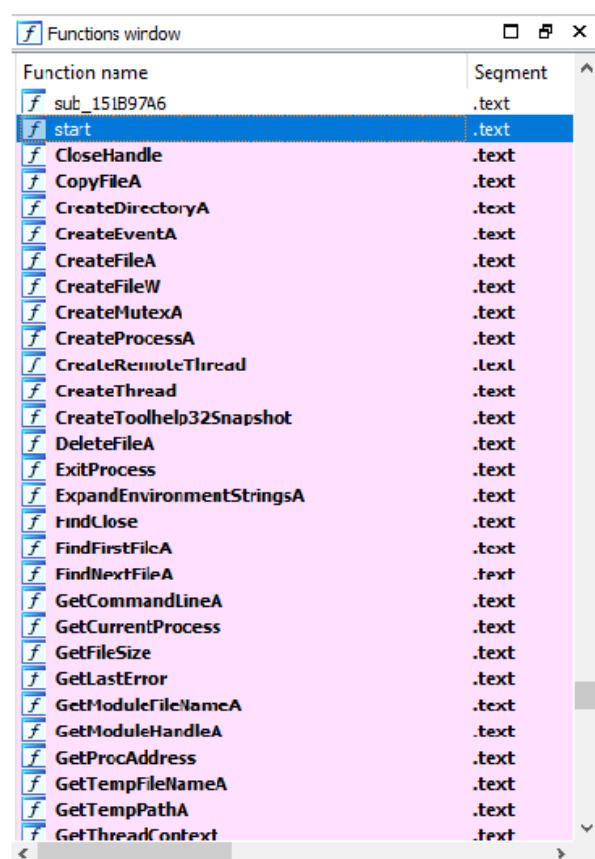 f Functions window
Function name Segment
f sub_151B97A6 .text
f start .text
f CloseHandle .text
f CopyFileA .text
f CreateDirectoryA .text
f CreateEventA .text
f CreateFileA .text
f CreateFileW .text
f CreateMutexA .text
f CreateProcessA .text
f CreateRemoteThread .text
f CreateThread .text
f CreateToolhelp32Snapshot .text
f DeleteFileA .text
f ExitProcess .text
f ExpandEnvironmentStringsA .text
f FindClose .text
f FindFirstFileA .text
f FindNextFileA .text
f GetCommandLineA .text
f GetCurrentProcess .text
f GetFileSize .text
f GetLastError .text
f GetModuleFileNameA .text
f GetModuleHandleA .text
f GetProcAddress .text
f GetTempFileNameA .text
f GetTempPathA .text
f GetThreadContext .text